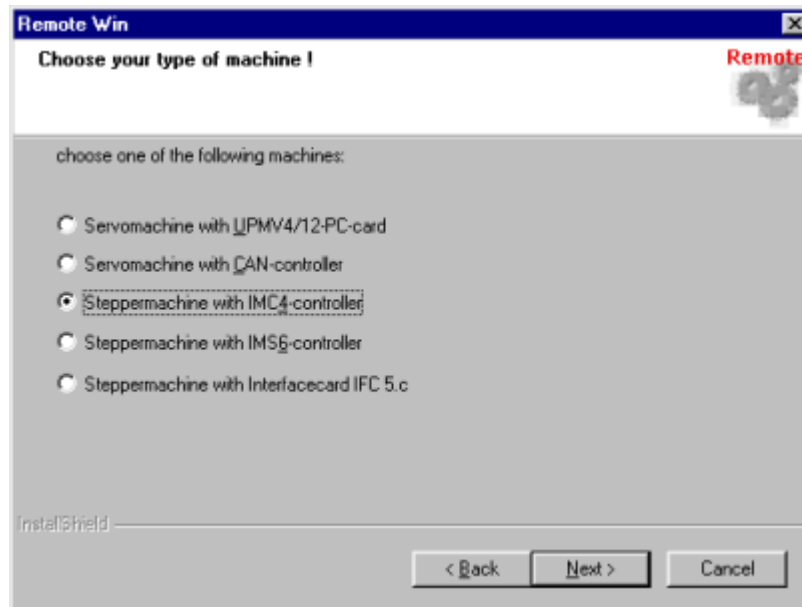 Remote Win
Choose your type of machine !
Remote
choose one of the following machines:
Servomachine with UPMV4/12-PC-card
Servomachine with CAN-controller
Steppermachine with IMC4-controller
Steppermachine with IMS6-controller
Steppermachine with Interfacecard IFC 5.c
InstallShield
< Back Next > Cancel